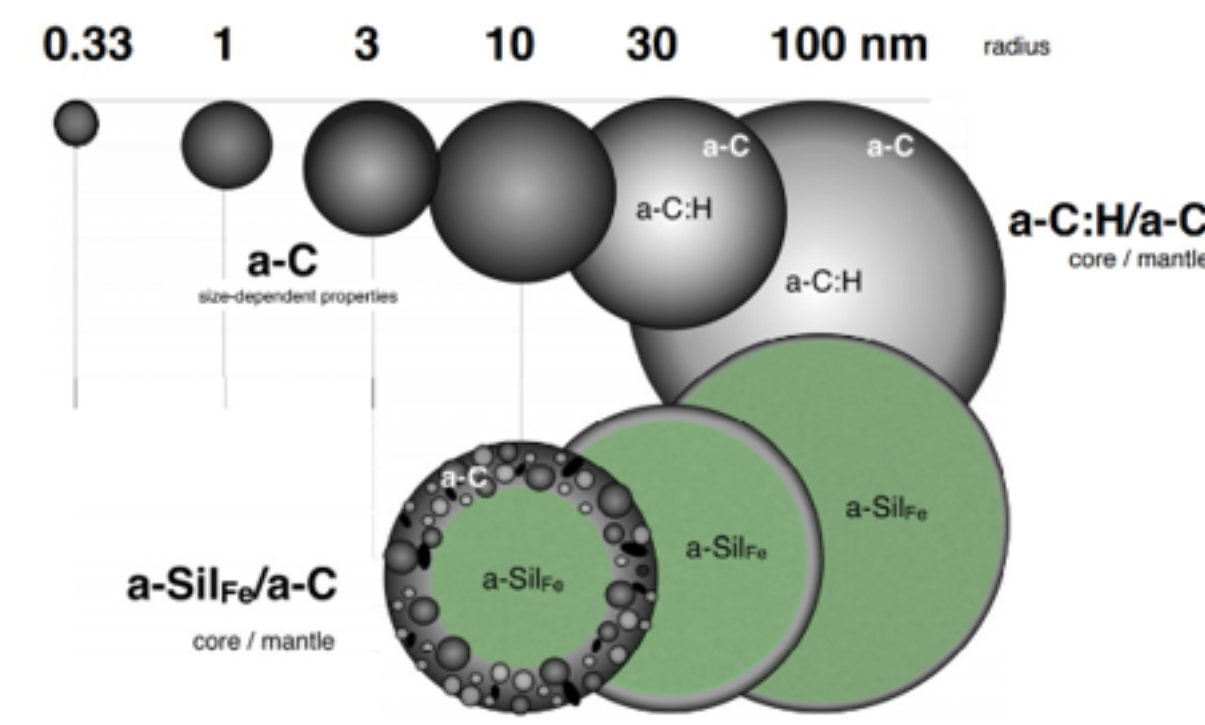 0.33 1 3 10 30 100 nm radius
a-C a-C
a-C:H
a-C:H/a-C
core / mantle
a-C
size-dependent properties
a-C:H
a-C
a-SilFe
a-SilFe
a-SilFe
a-SilFe/a-C
core / mantle